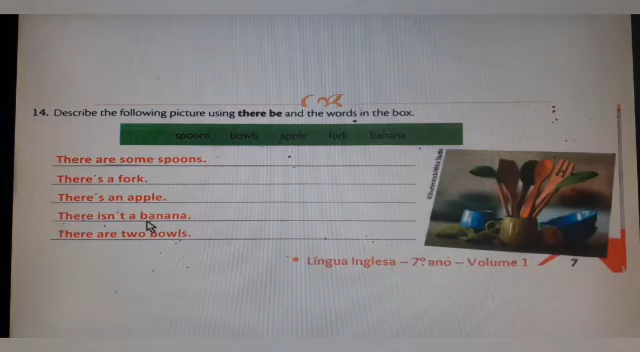 14. Describe the following picture using there be and the words in the box.
spoons bowls apple fork banana
There are some spoons.
There´s a fork.
There´s an apple.
There isn´t a banana.
There are two bowls.
Língua Inglesa – 7º ano – Volume 1 7